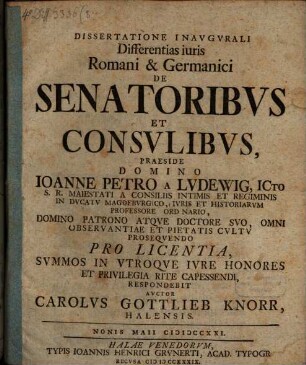 DISSERTATIONE INAVGVRALI
Differentias iuris
Romani & Germanici
DE
SENATORIBVS
ET
CONSVLIBVS,
PRAESIDE
DOMINO
IOANNE PETRO A LVDEWIG, ICTO
S. R. MAIESTATI A CONSILIIS INTIMIS ET REGIMINIS
IN DVCATV MAGDEBVRGICO, IVRIS ET HISTORIARVM
PROFESSORE ORDINARIO,
DOMINO PATRONO ATQVE DOCTORE SVO, OMNI
OBSERVANTIAE ET PIETATIS CVLTV
PROSEQVENDO
PRO LICENTIA,
SVMMOS IN VTROQVE IVRE HONORES
ET PRIVILEGIA RITE CAPESSENDI,
RESPONDEBIT
AVCTOR
CAROLVS GOTTLIEB KNORR,
HALENSIS.
NONIS MAII CIƆIƆCCXXI.
HALAE VENEDORVM,
TYPIS IOANNIS HENRICI GRVNERTI, ACAD. TYPOGR.
RECVSA CIƆIƆCCXXXIX.